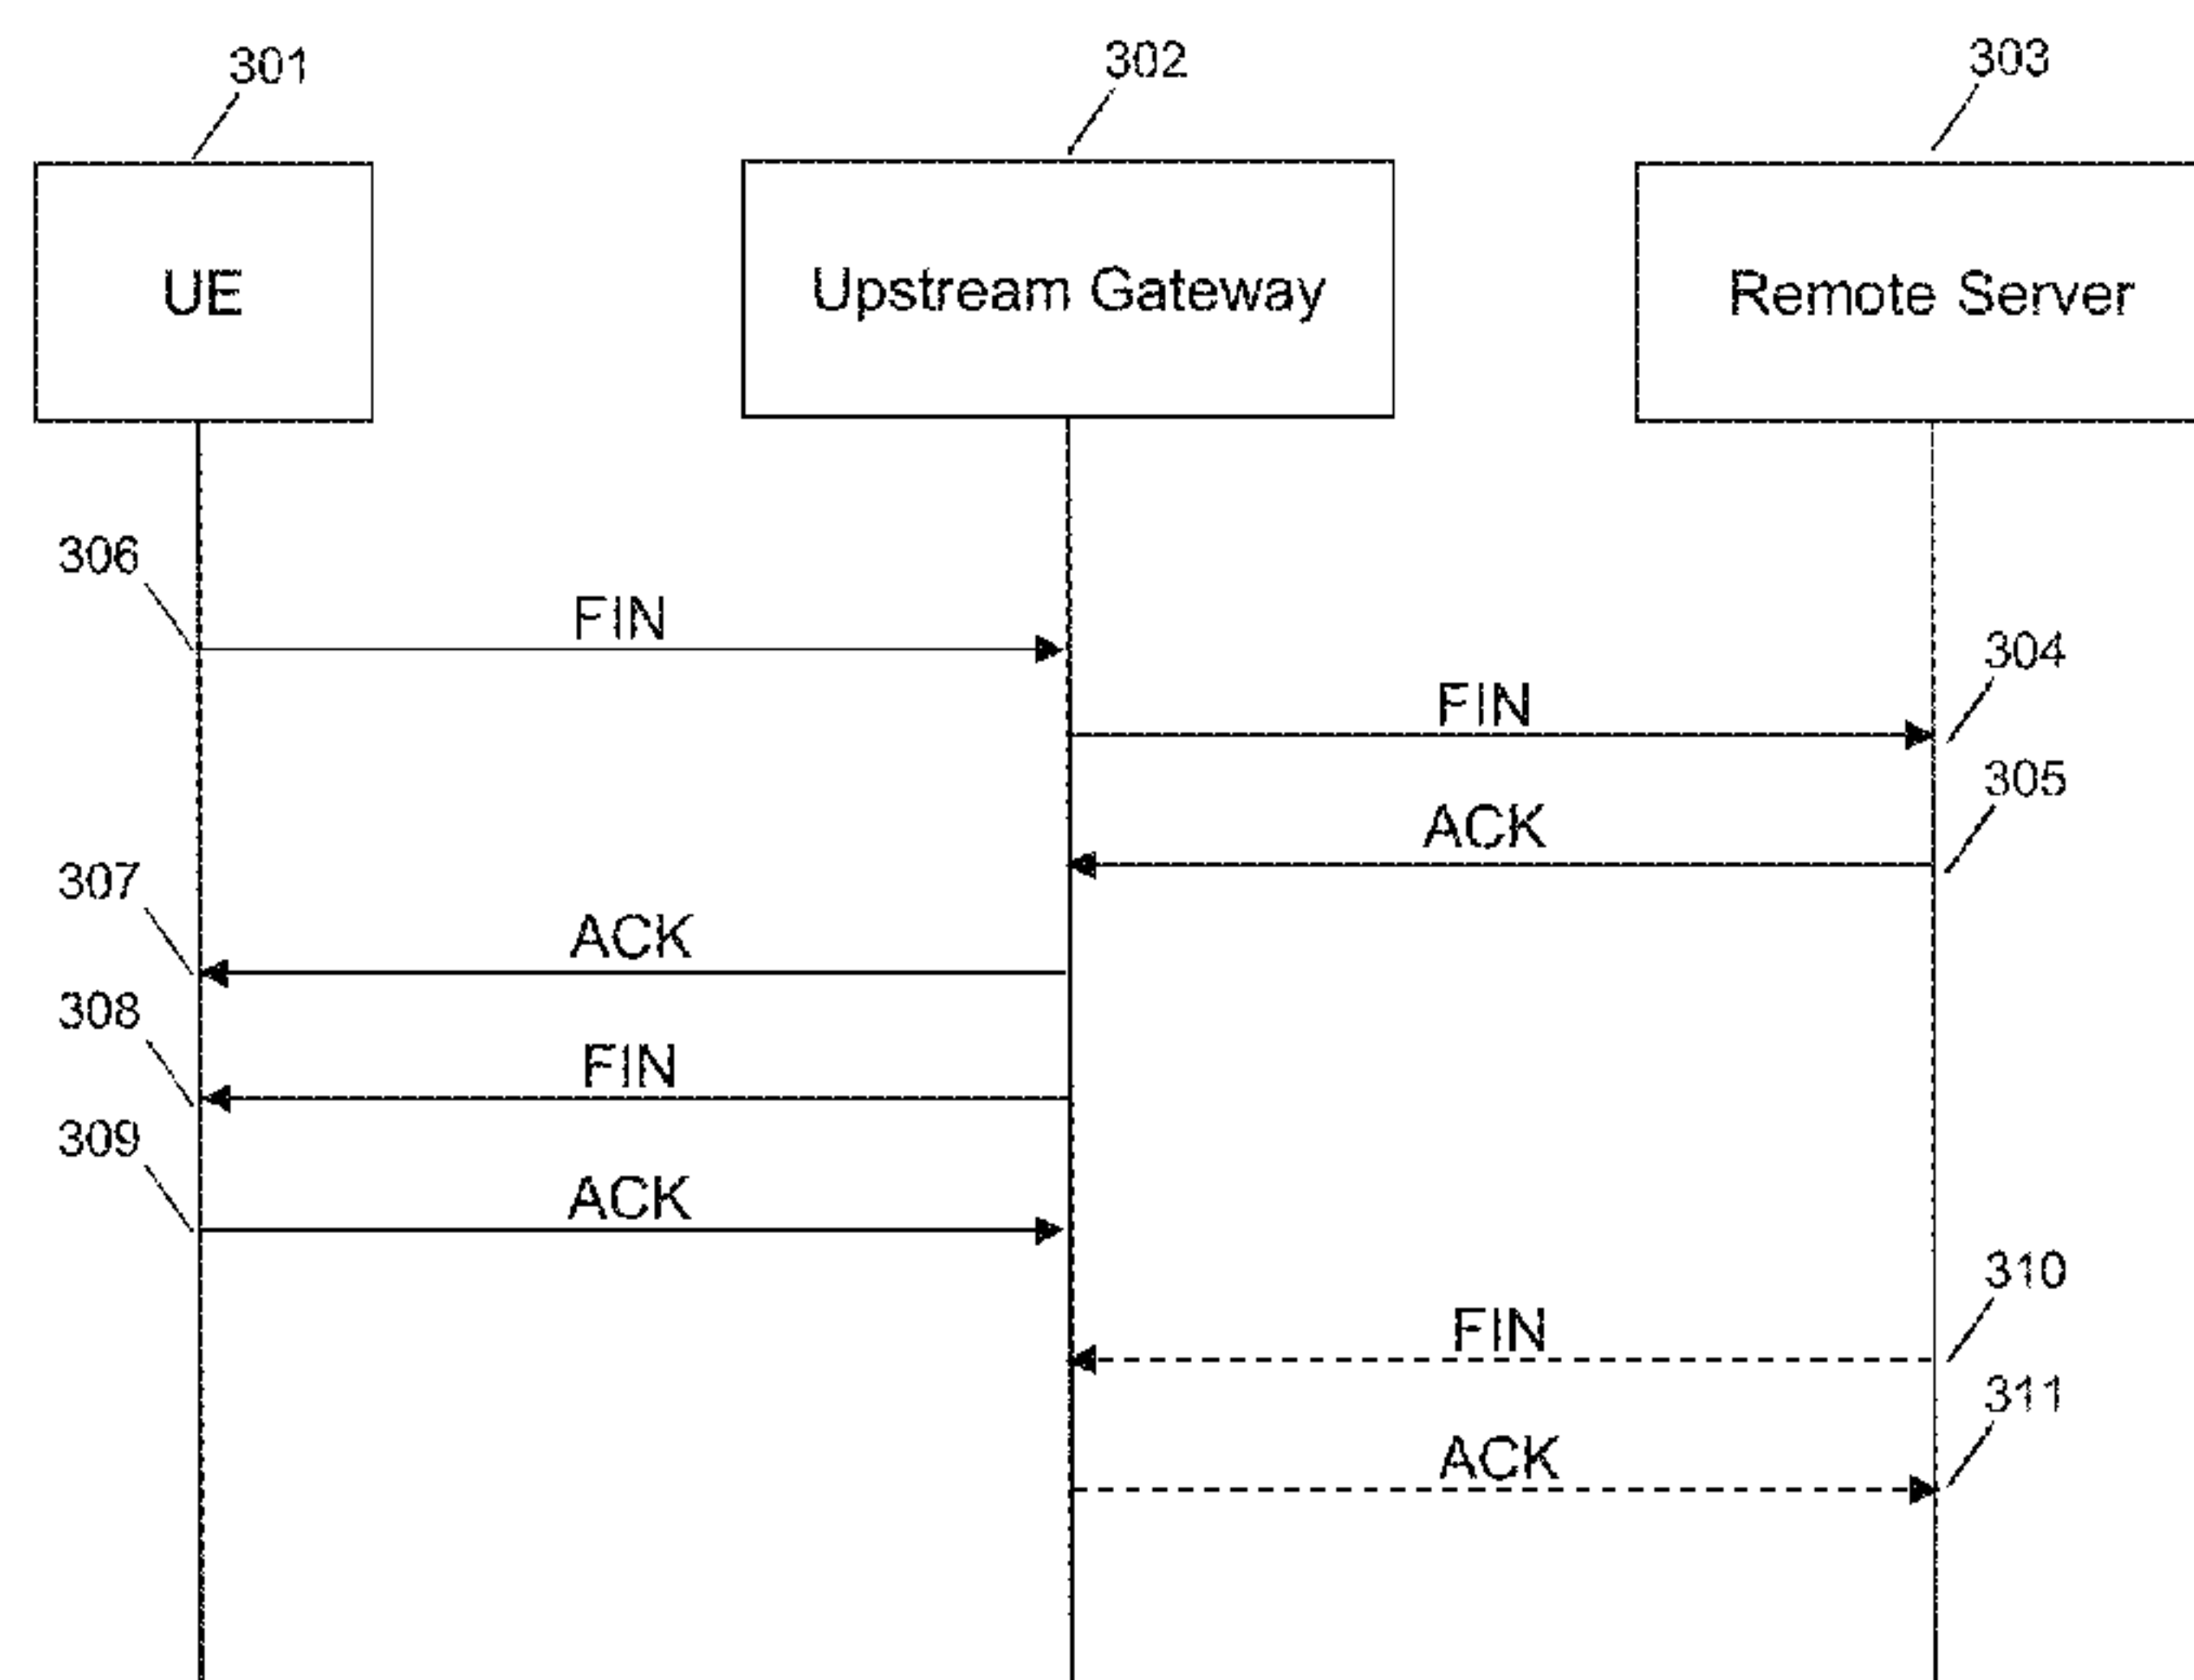 301
302
303
UE
Upstream Gateway
Remote Server
306
FIN
304
FIN
305
ACK
307
ACK
308
FIN
309
ACK
310
FIN
311
ACK